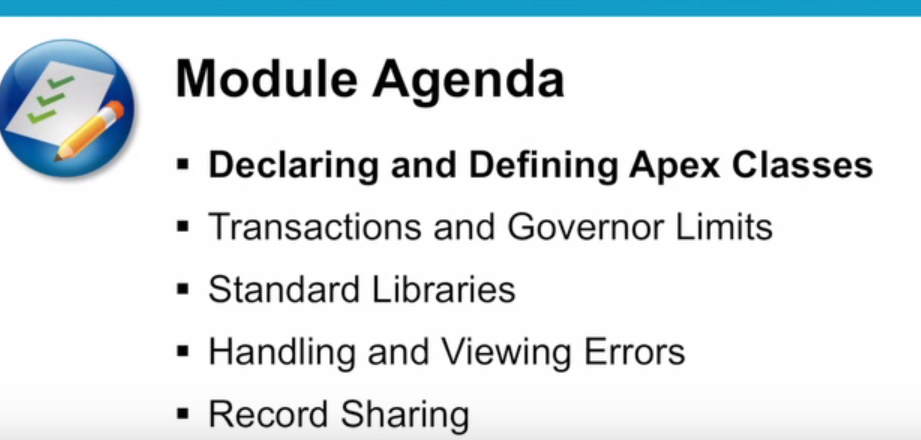 Module Agenda
▪ Declaring and Defining Apex Classes
▪ Transactions and Governor Limits
▪ Standard Libraries
▪ Handling and Viewing Errors
▪ Record Sharing